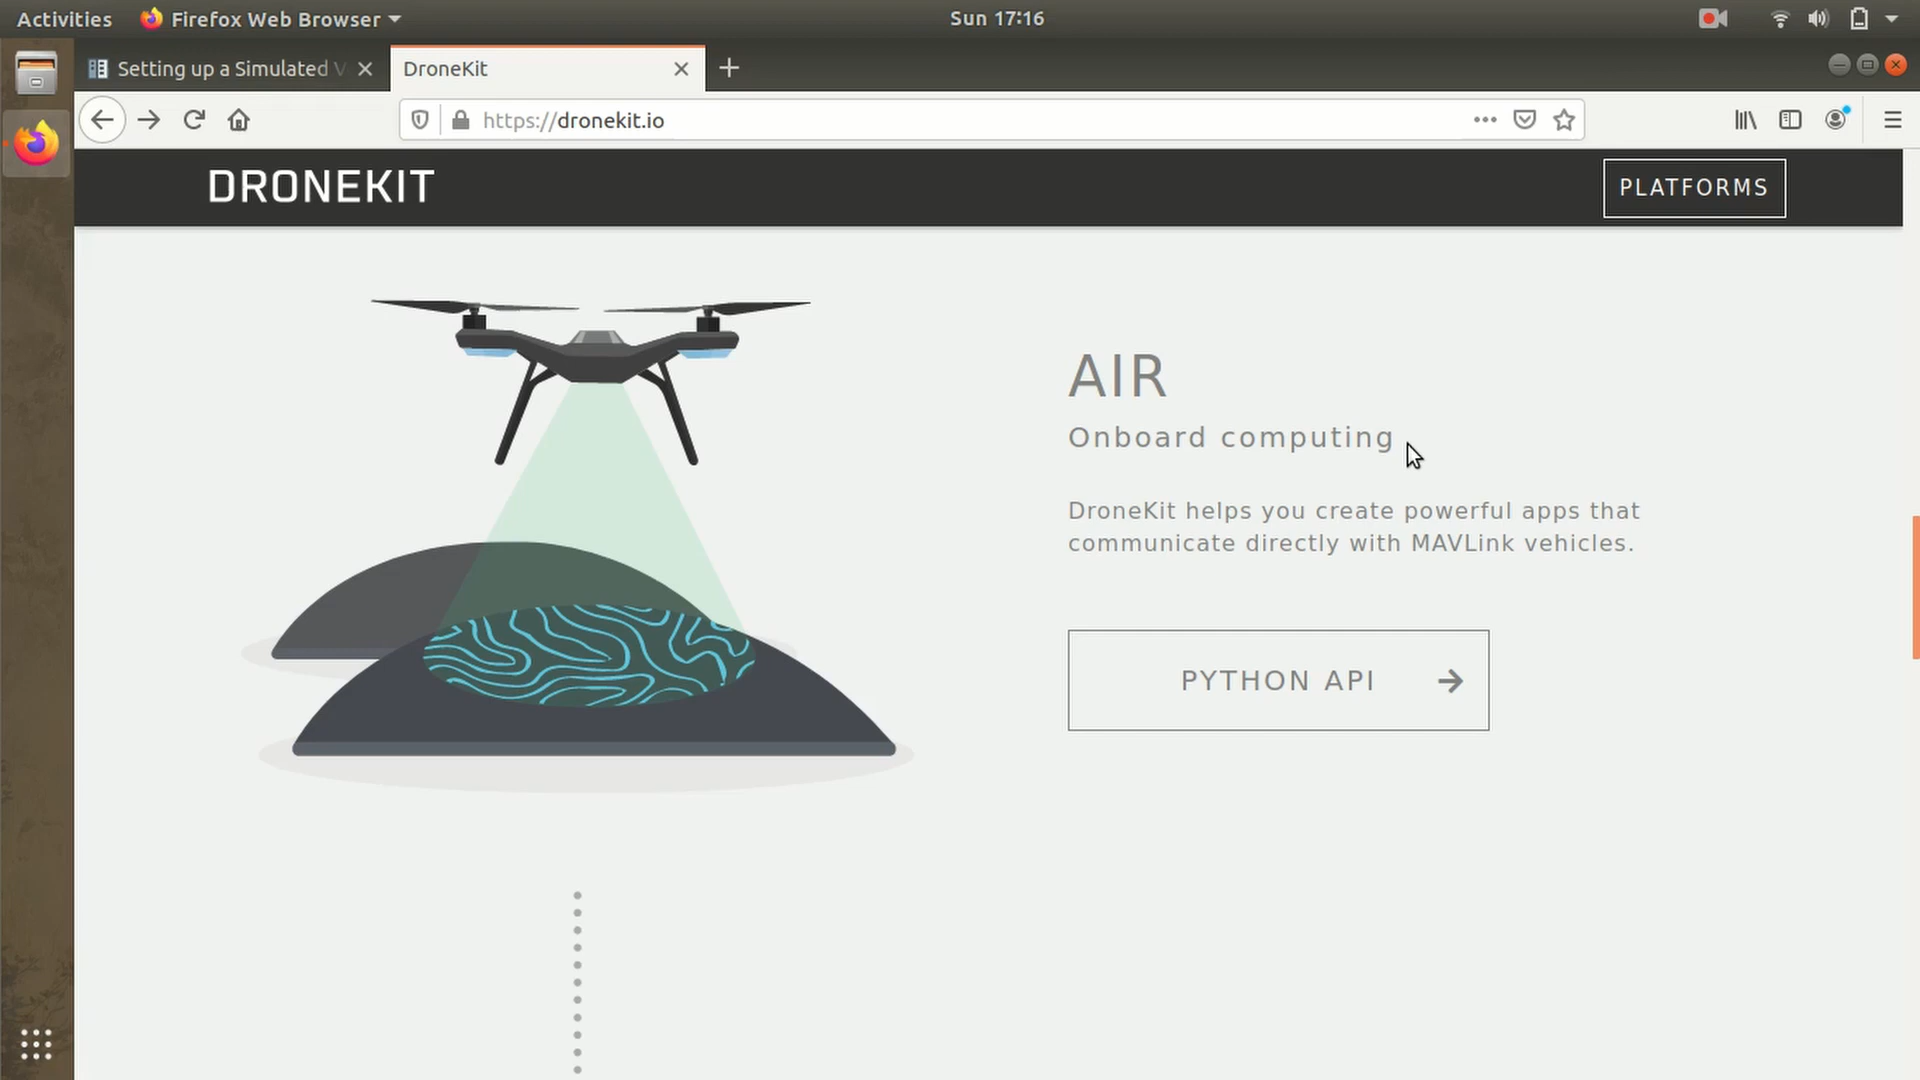 Activities
Firefox Web Browser
Sun 17:16
Setting up a Simulated V
DroneKit
https://dronekit.io
DRONEKIT
PLATFORMS
AIR
Onboard computing
DroneKit helps you create powerful apps that
communicate directly with MAVLink vehicles.
PYTHON API